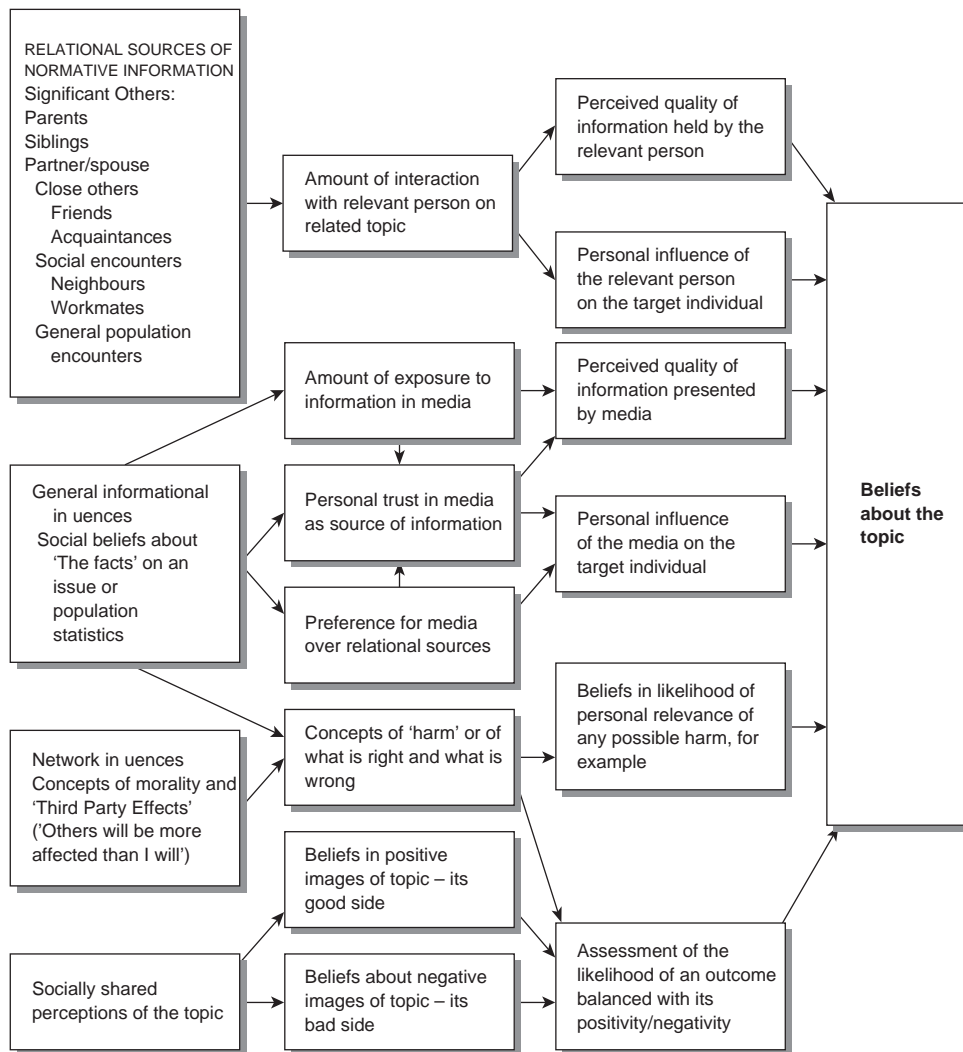 RELATIONAL SOURCES OF
NORMATIVE INFORMATION
Significant Others:
Parents
Siblings
Partner/spouse
Close others
Friends
Acquaintances
Social encounters
Neighbours
Workmates
General population
encounters
General informational
in uences
Social beliefs about
‘The facts’ on an
issue or
population
statistics
Network in uences
Concepts of morality and
‘Third Party Effects’
(’Others will be more
affected than I will’)
Socially shared
perceptions of the topic
Amount of interaction
with relevant person on
related topic
Amount of exposure to
information in media
Personal trust in media
as source of information
Preference for media
over relational sources
Concepts of ‘harm’ or of
what is right and what is
wrong
Beliefs in positive
images of topic – its
good side
Beliefs about negative
images of topic – its
bad side
Perceived quality of
information held by the
relevant person
Personal influence of
the relevant person
on the target individual
Perceived quality of
information presented
by media
Personal influence
of the media on the
target individual
Beliefs in likelihood of
personal relevance of
any possible harm, for
example
Assessment of the
likelihood of an outcome
balanced with its
positivity/negativity
Beliefs
about the
topic